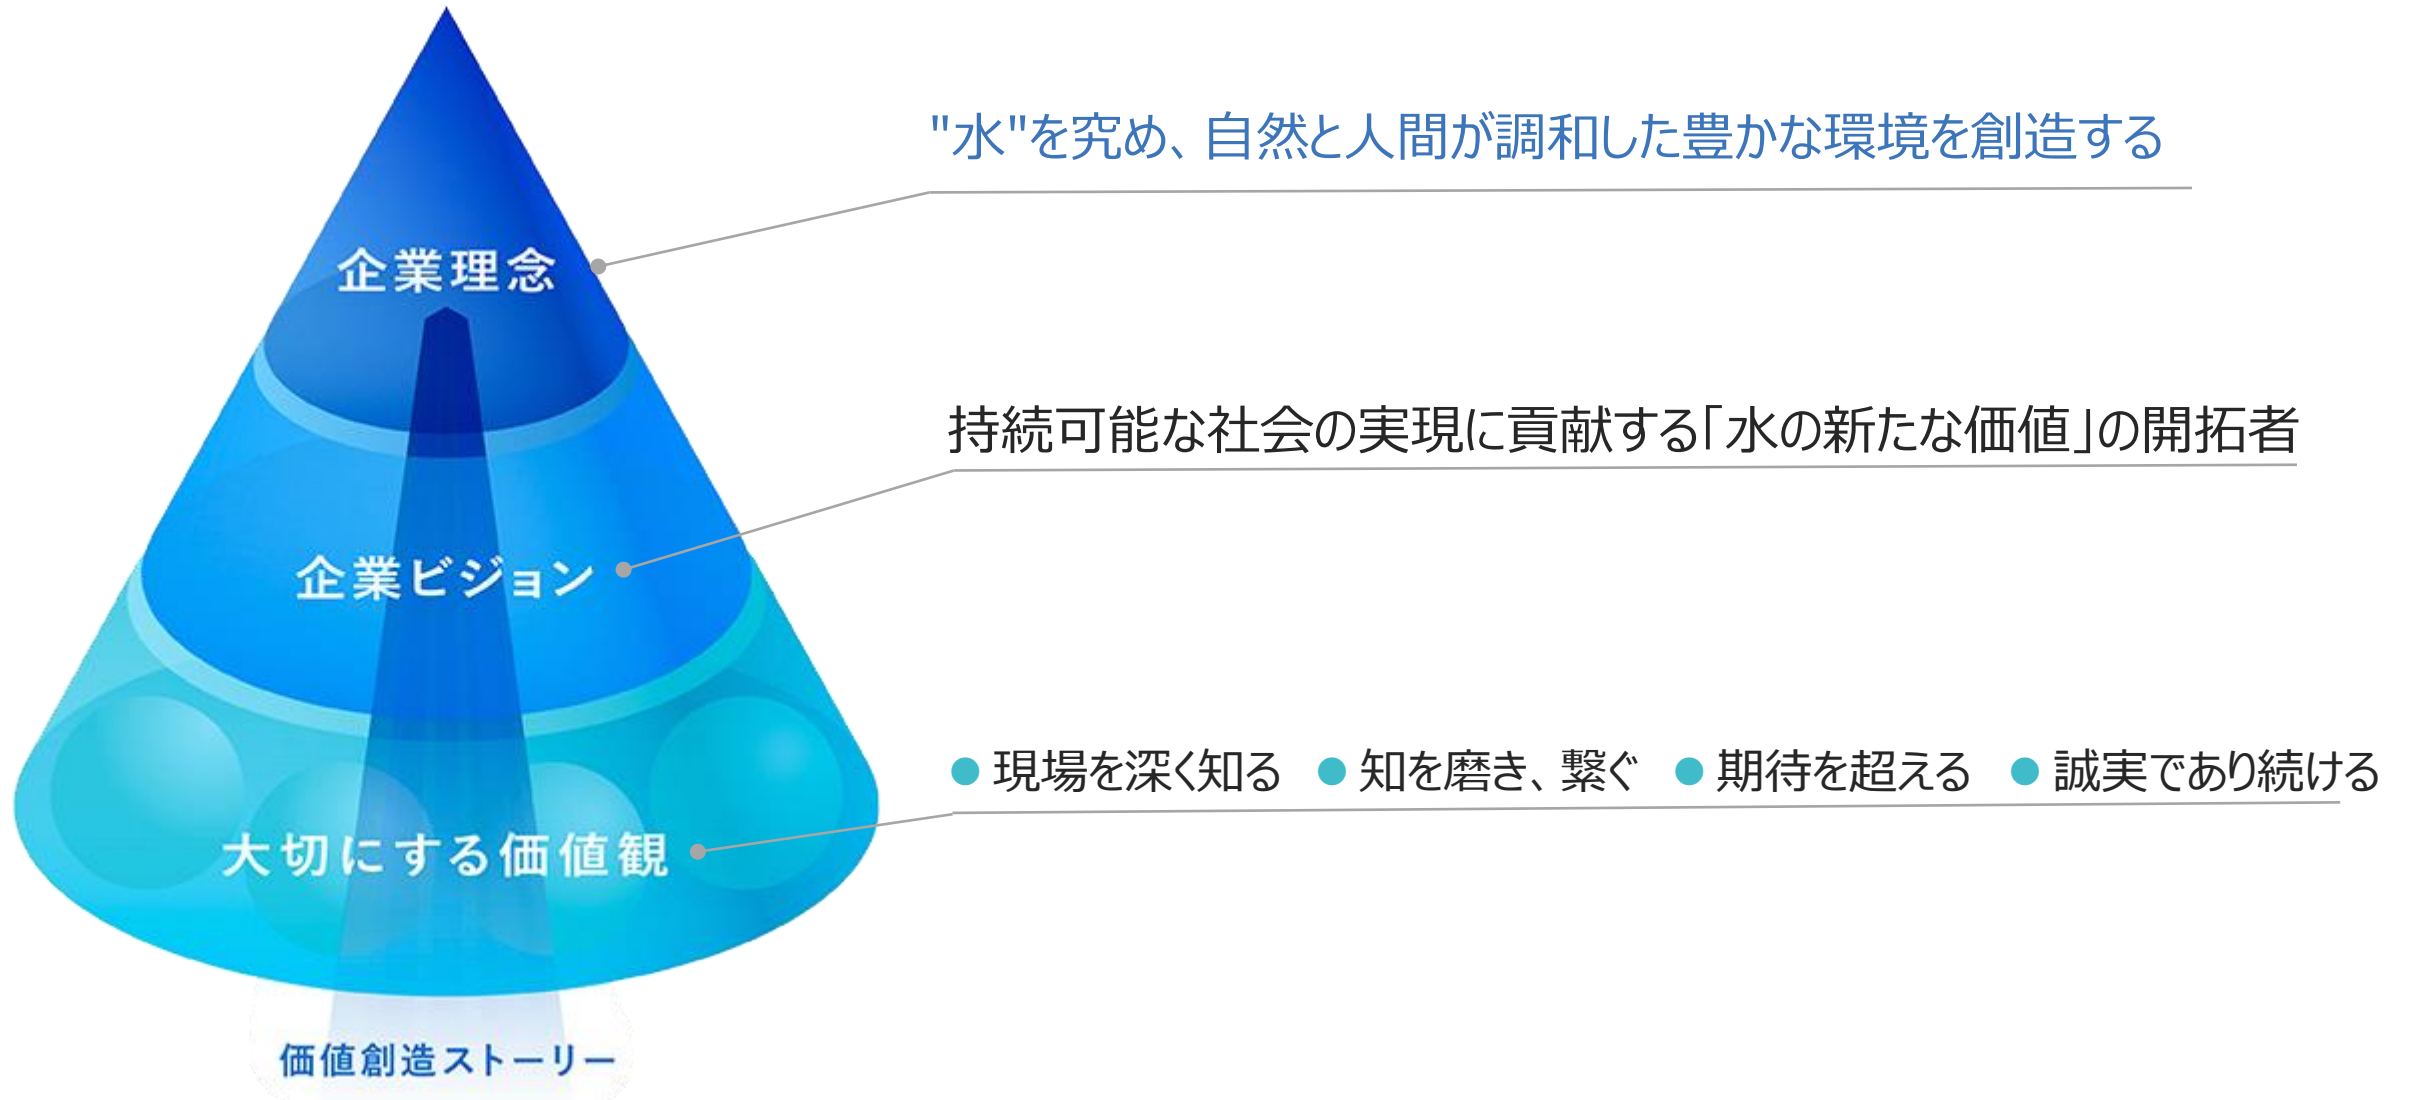 "水"を究め、自然と人間が調和した豊かな環境を創造する
企業理念
持続可能な社会の実現に貢献する「水の新たな価値」の開拓者
企業ビジョン
● 現場を深く知る ● 知を磨き、繋ぐ ● 期待を超える ● 誠実であり続ける
大切にする価値観
価値創造ストーリー